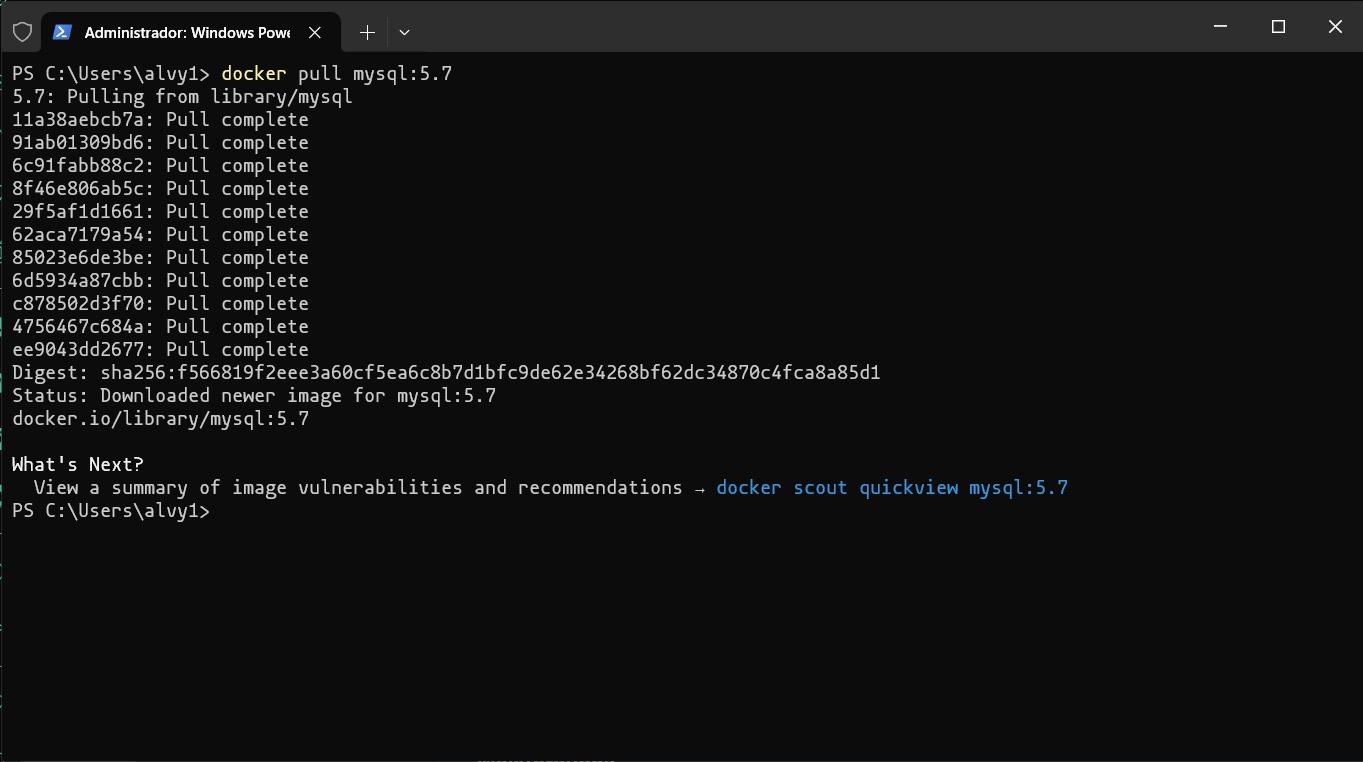 Administrador: Windows Powe
PS C:\Users\alvy1> docker pull mysql:5.7
5.7: Pulling from library/mysql
11a38aebcb7a: Pull complete
91ab01309bd6: Pull complete
6c91fabb88c2: Pull complete
8f46e806ab5c: Pull complete
29f5af1d1661: Pull complete
62aca7179a54: Pull complete
85023e6de3be: Pull complete
6d5934a87cbb: Pull complete
c878502d3f70: Pull complete
4756467c684a: Pull complete
ee9043dd2677: Pull complete
Digest: sha256:f566819f2eee3a60cf5ea6c8b7d1bfc9de62e34268bf62dc34870c4fca8a85d1
Status: Downloaded newer image for mysql:5.7
docker.io/library/mysql:5.7
What's Next?
View a summary of image vulnerabilities and recommendations → docker scout quickview mysql:5.7
PS C:\Users\alvy1>